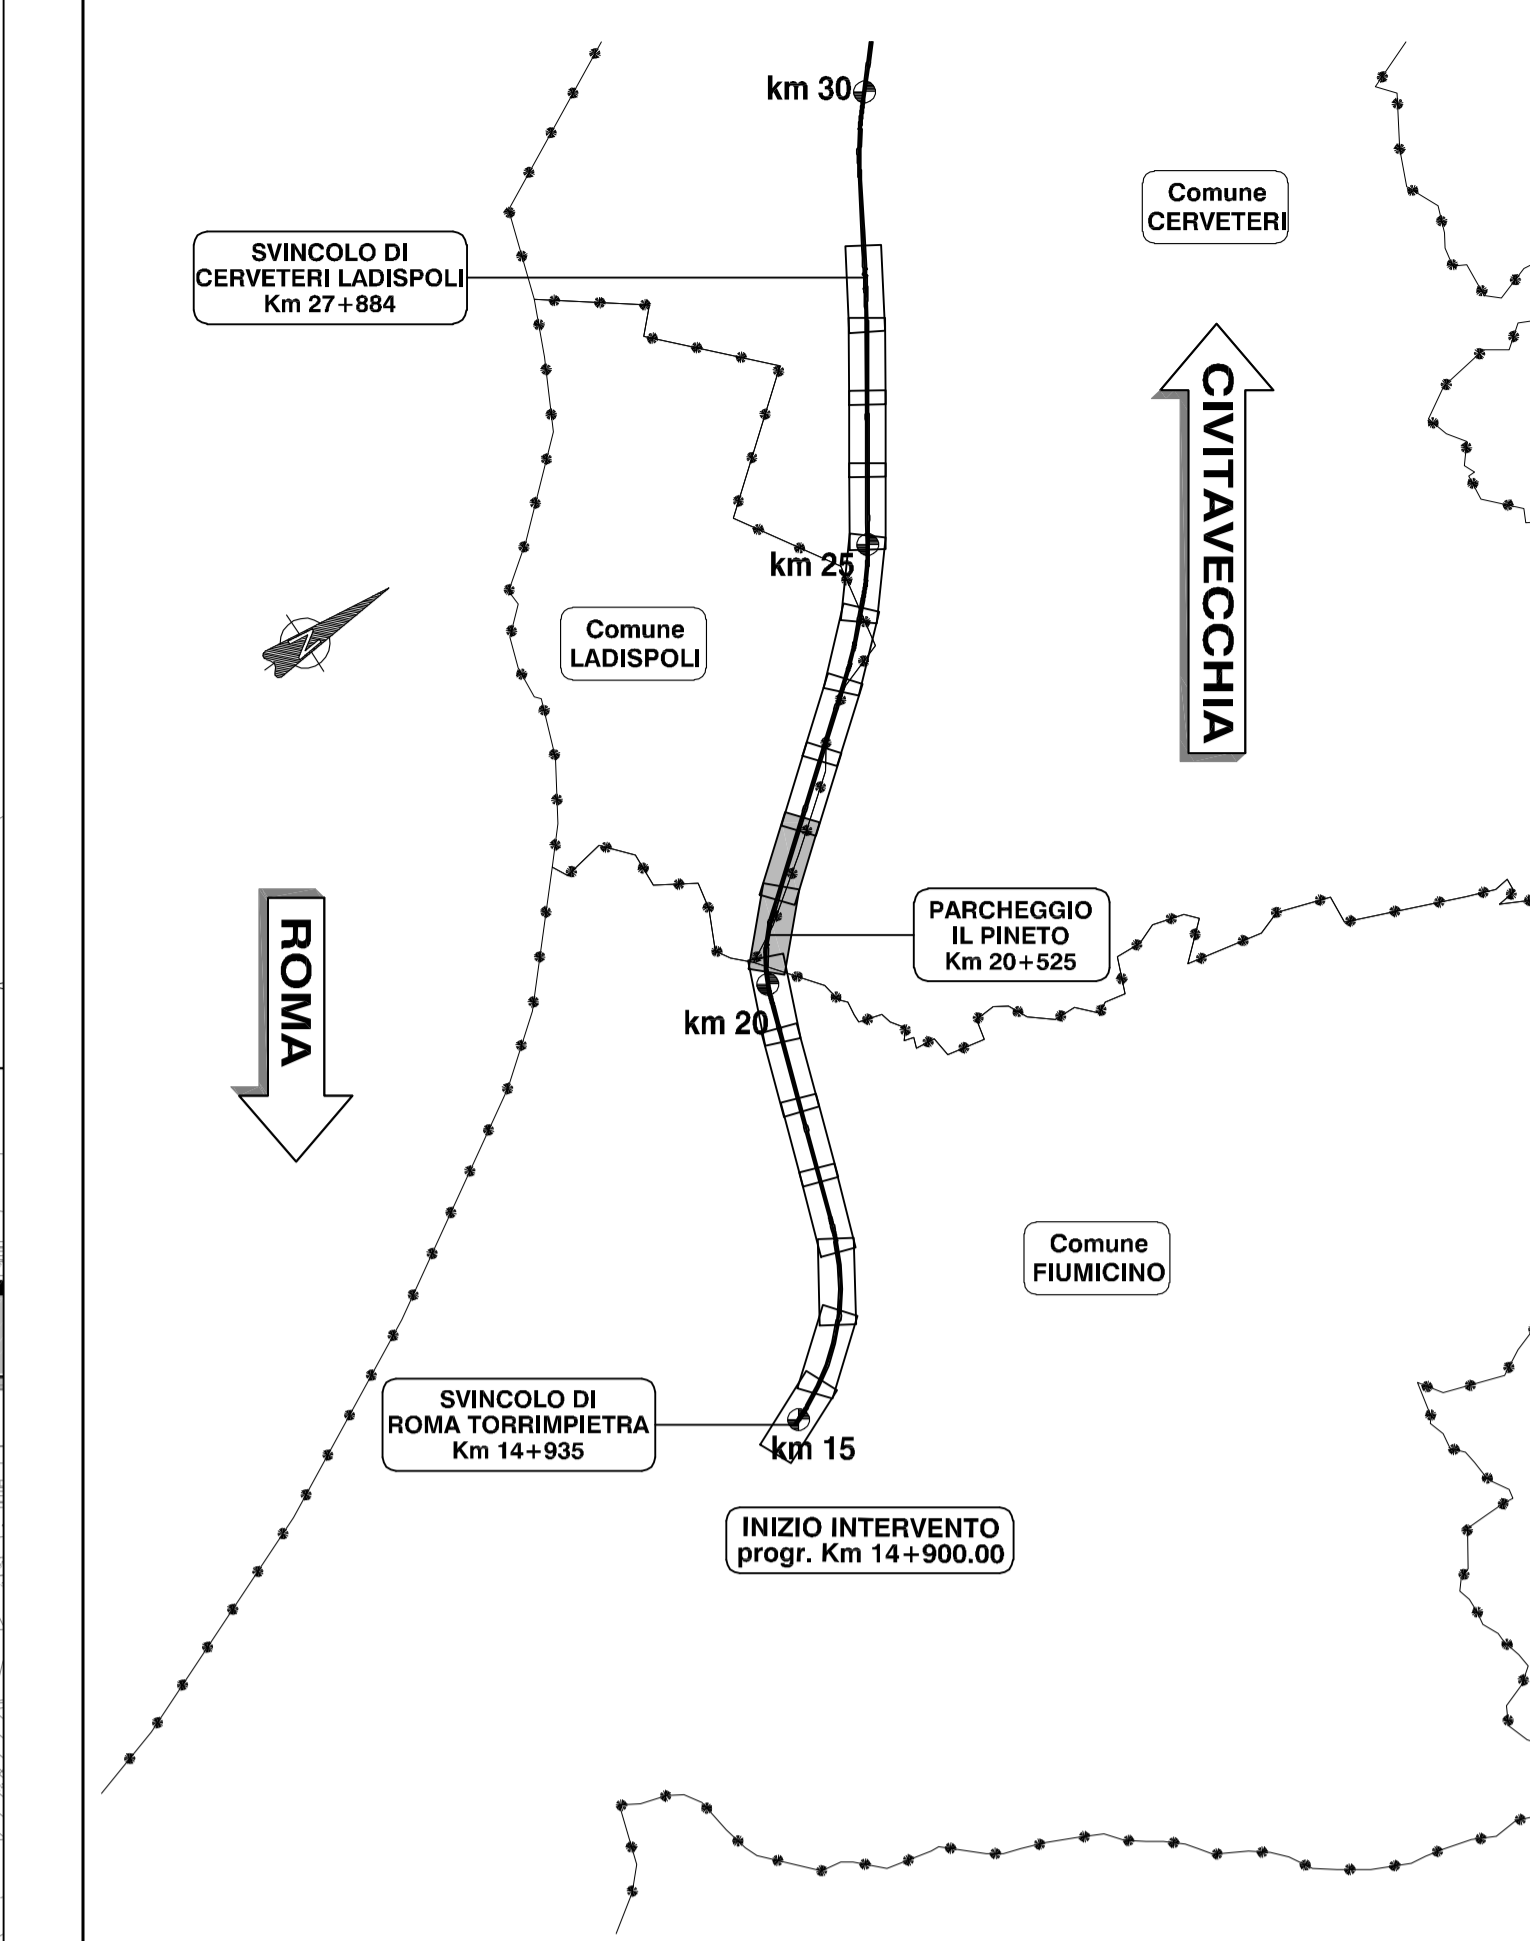 km 30
Comune
CERVETERI
SVINCOLO DI
CERVETERI LADISPOLI
Km 27+884
CIVITAVECCHIA
km 25
Comune
LADISPOLI
Z
ROMA
PARCHEGGIO
IL PINETO
Km 20+525
km 20
Comune
FIUMICINO
SVINCOLO DI
ROMA TORRIMPIETRA
Km 14+935
km 15
INIZIO INTERVENTO
progr. Km 14+900.00